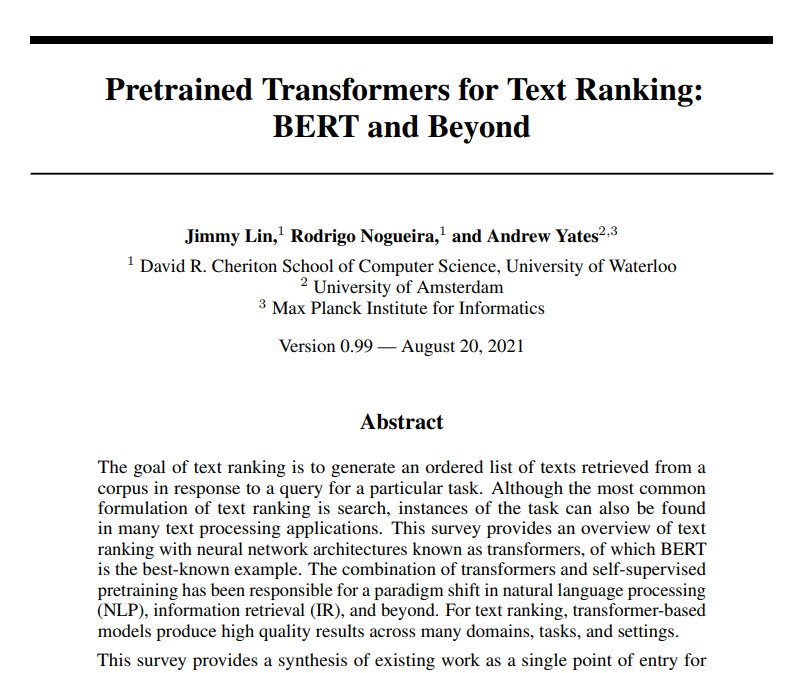 Pretrained Transformers for Text Ranking:
BERT and Beyond
Jimmy Lin,¹ Rodrigo Nogueira,¹ and Andrew Yates²,³
¹ David R. Cheriton School of Computer Science, University of Waterloo
² University of Amsterdam
³ Max Planck Institute for Informatics
Version 0.99 — August 20, 2021
Abstract
The goal of text ranking is to generate an ordered list of texts retrieved from a
corpus in response to a query for a particular task. Although the most common
formulation of text ranking is search, instances of the task can also be found
in many text processing applications. This survey provides an overview of text
ranking with neural network architectures known as transformers, of which BERT
is the best-known example. The combination of transformers and self-supervised
pretraining has been responsible for a paradigm shift in natural language processing
(NLP), information retrieval (IR), and beyond. For text ranking, transformer-based
models produce high quality results across many domains, tasks, and settings.
This survey provides a synthesis of existing work as a single point of entry for